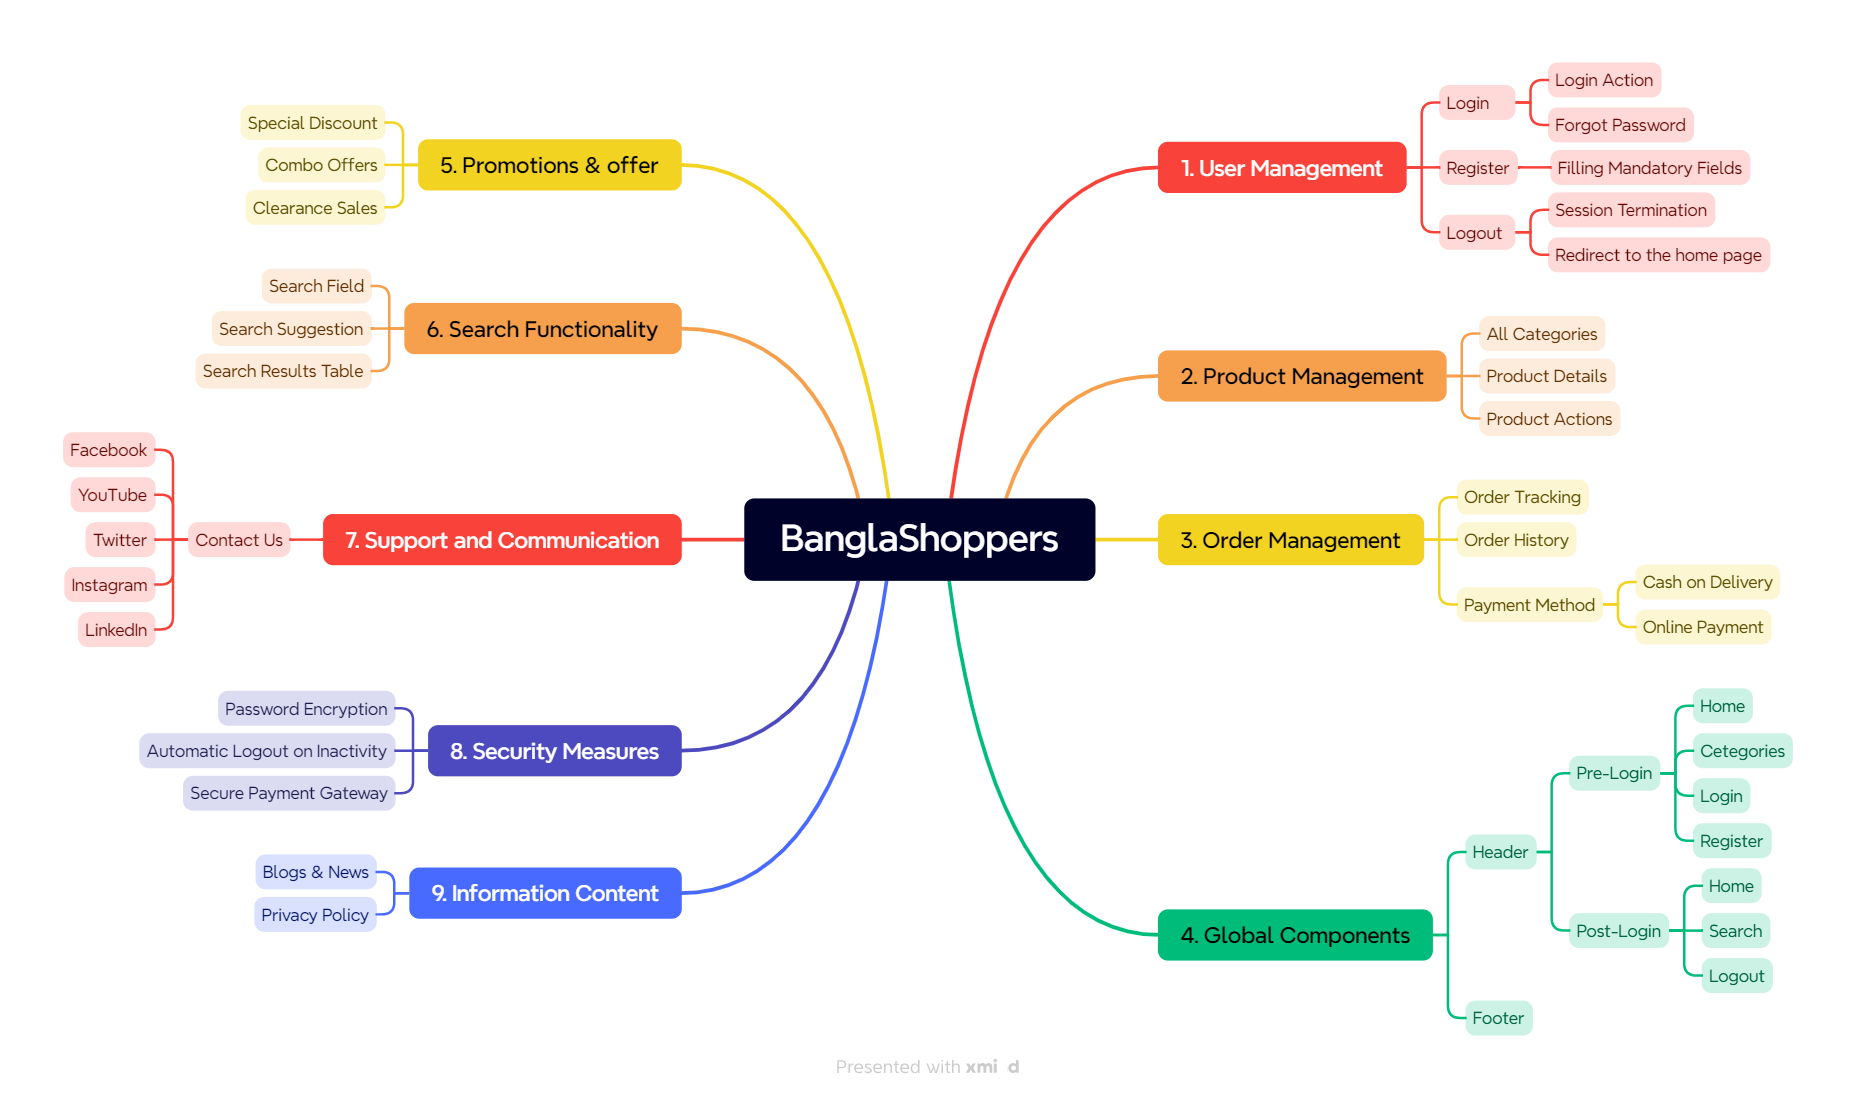 BanglaShoppers
1. User Management
Login
Login Action
Forgot Password
Register
Filling Mandatory Fields
Logout
Session Termination
Redirect to the home page
2. Product Management
All Categories
Product Details
Product Actions
3. Order Management
Order Tracking
Order History
Payment Method
Cash on Delivery
Online Payment
4. Global Components
Header
Pre-Login
Home
Cetegories
Login
Register
Post-Login
Home
Search
Logout
Footer
5. Promotions & offer
Special Discount
Combo Offers
Clearance Sales
6. Search Functionality
Search Field
Search Suggestion
Search Results Table
7. Support and Communication
Contact Us
Facebook
YouTube
Twitter
Instagram
LinkedIn
8. Security Measures
Password Encryption
Automatic Logout on Inactivity
Secure Payment Gateway
9. Information Content
Blogs & News
Privacy Policy
Presented with xmi d